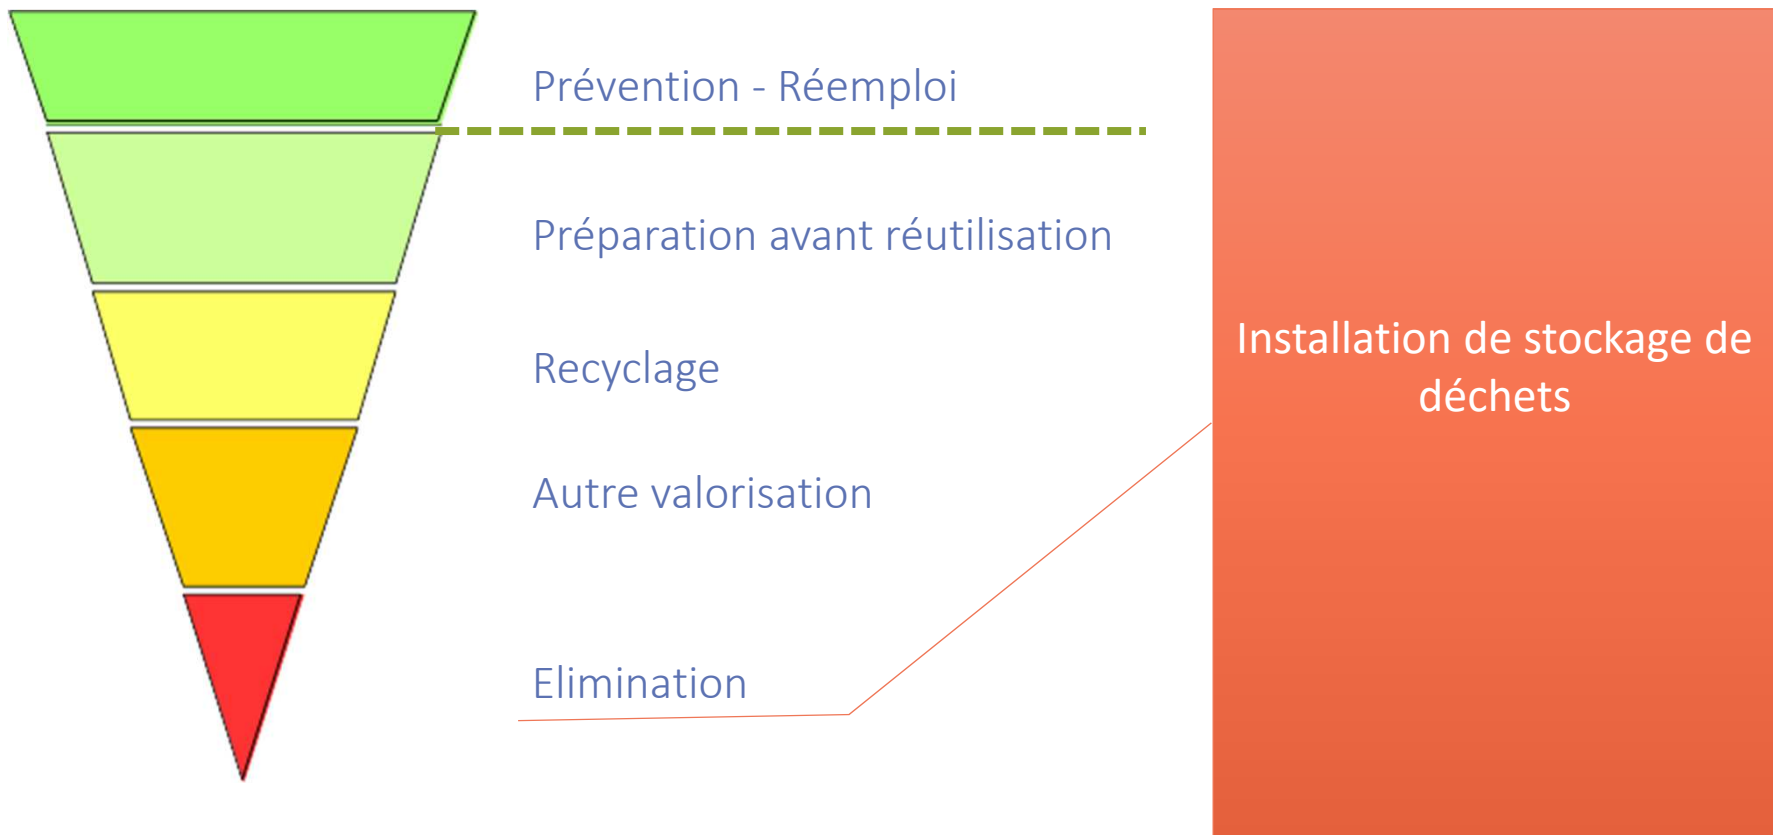 Prévention - Réemploi
Préparation avant réutilisation
Recyclage
Autre valorisation
Elimination
Installation de stockage de
déchets